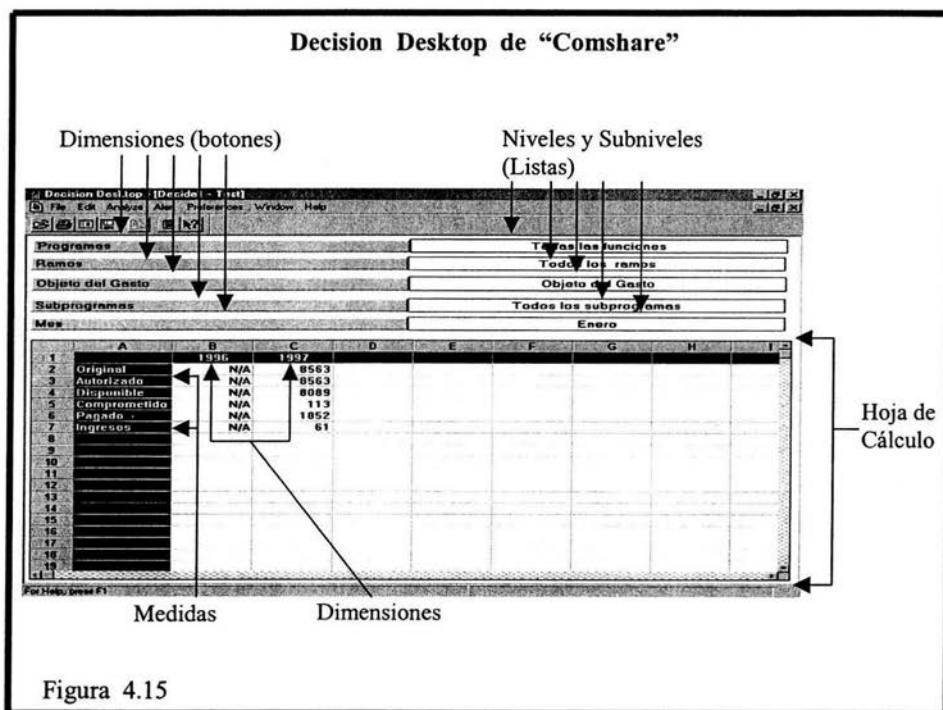 Decision Desktop de “Comshare”
Dimensiones (botones)
Niveles y Subniveles
(Listas)
Decision Desktop - [Decide1 - Test]
File Edit Analyze Alert Preferences Window Help
Programas
Todas las funciones
Ramos
Todos los ramos
Objeto del Gasto
Objeto del Gasto
Subprogramas
Todos los subprogramas
Mes
Enero
A B C D E F G H I
1 1996 1997
2 Original N/A 8563
3 Autorizado N/A 8563
4 Disponible N/A 8089
5 Comprometido N/A 113
6 Pagado - N/A 1852
7 Ingresos N/A 61
8
9
10
11
12
13
14
15
16
17
18
19
Hoja de
Cálculo
For Help, press F1
Medidas
Dimensiones
Figura 4.15